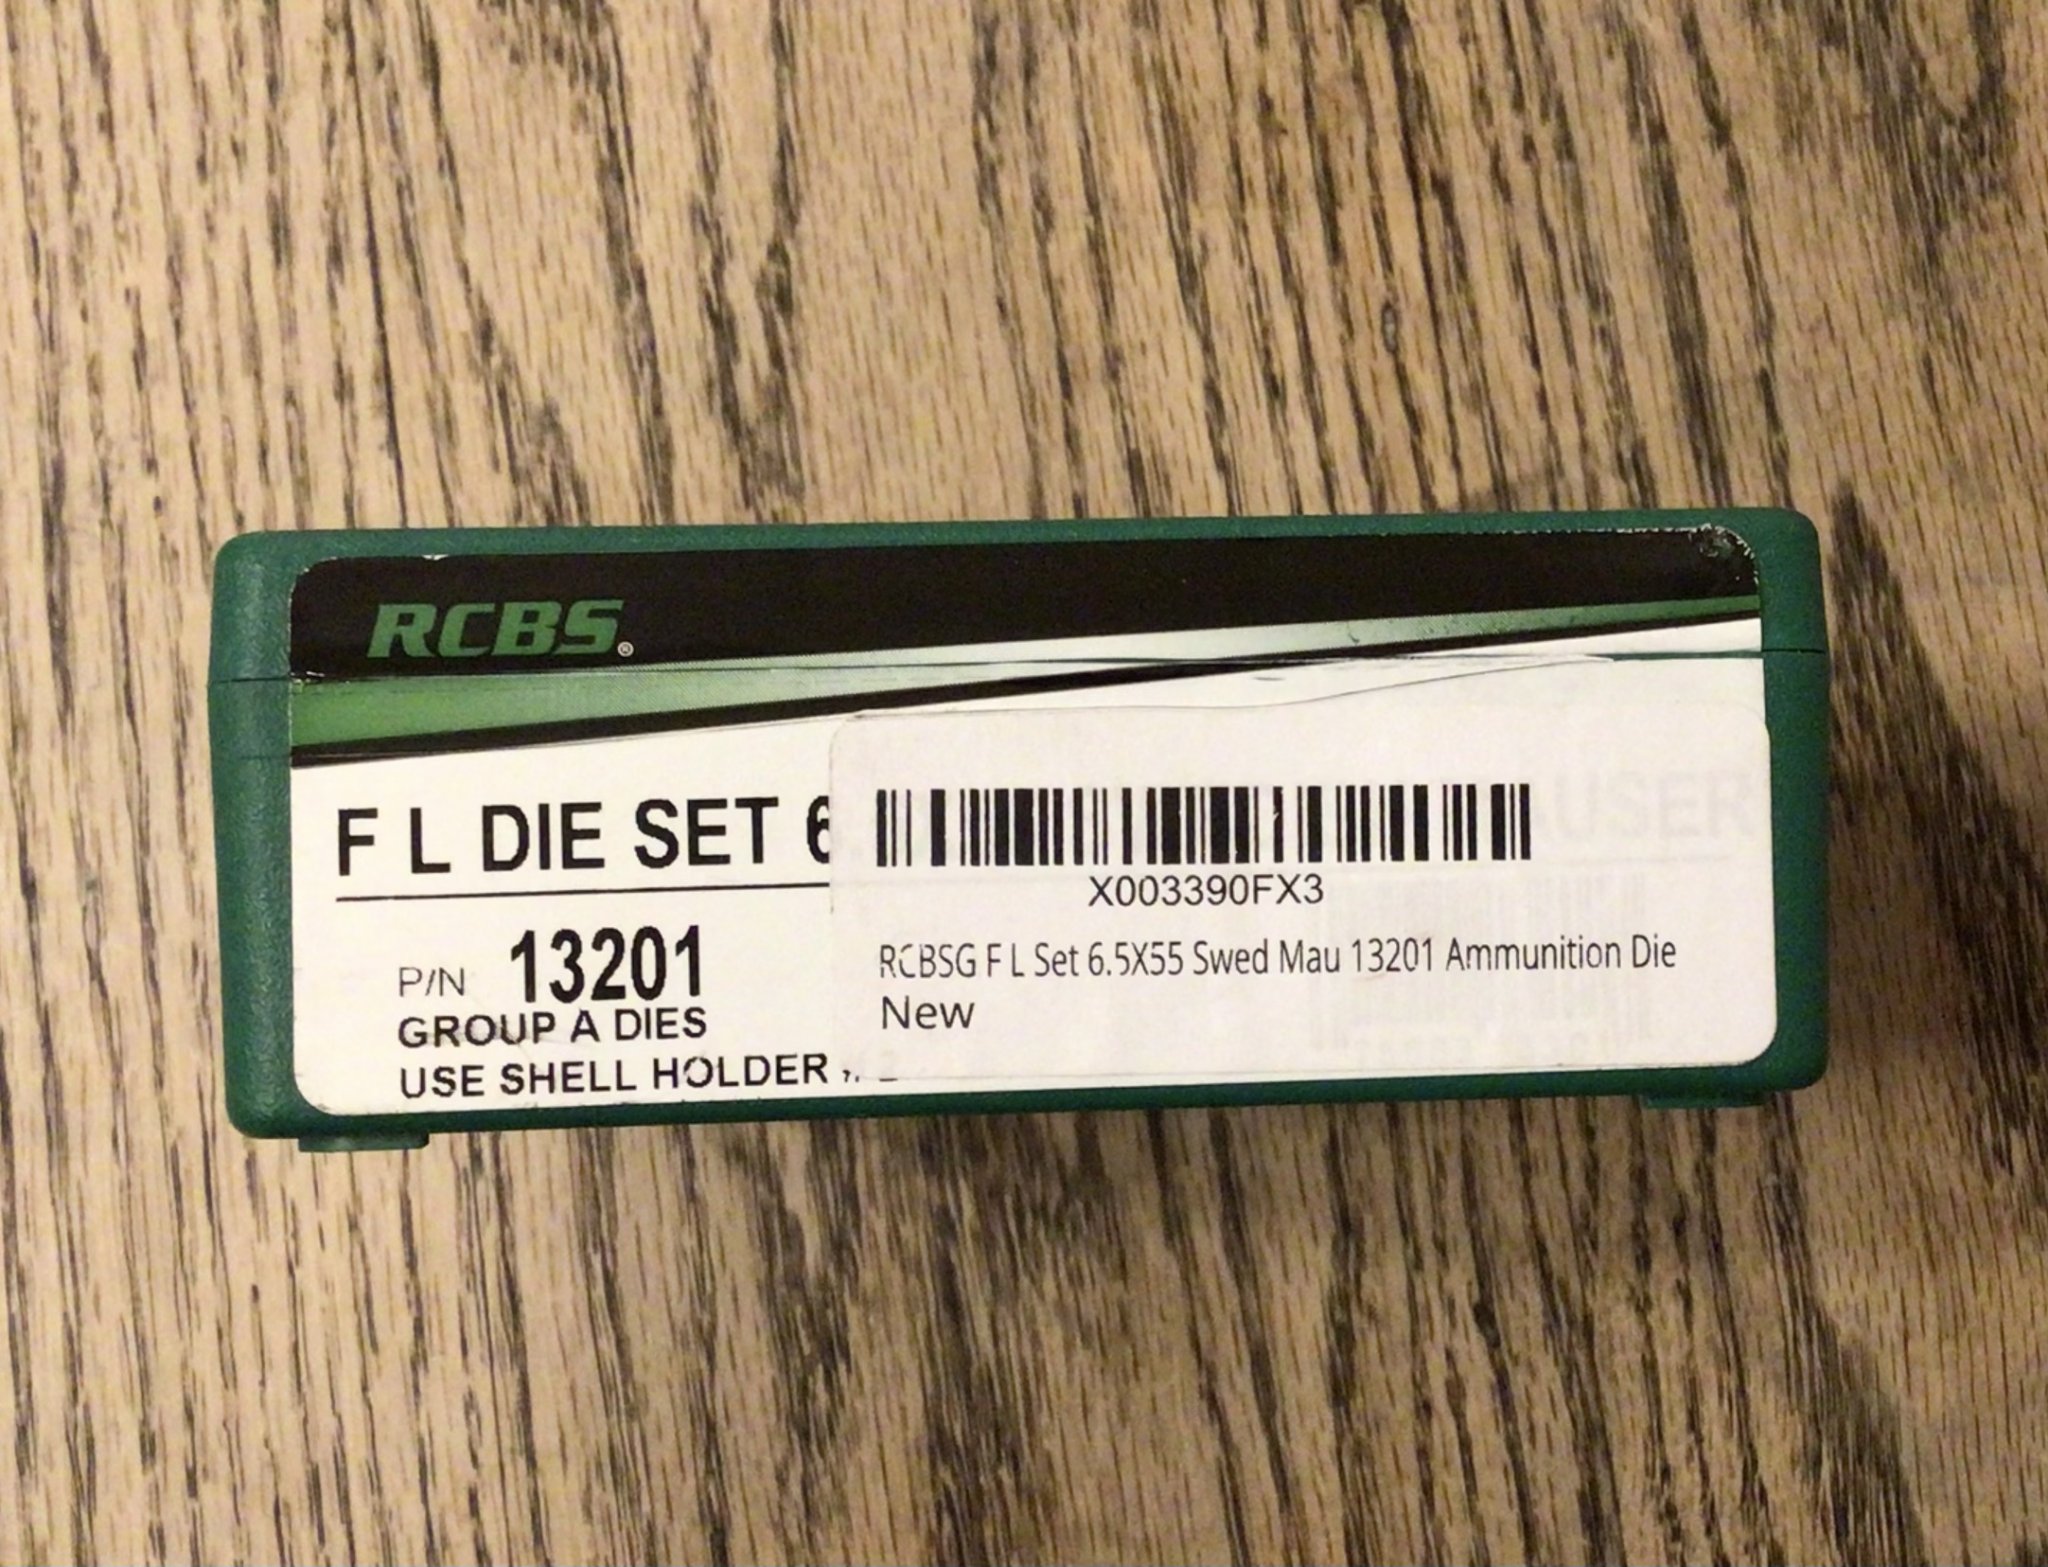 RCBS®
F L DIE SET 6
X003390FX3
P/N 13201
RCBSG F L Set 6.5X55 Swed Mau 13201 Ammunition Die
New
GROUP A DIES
USE SHELL HOLDER